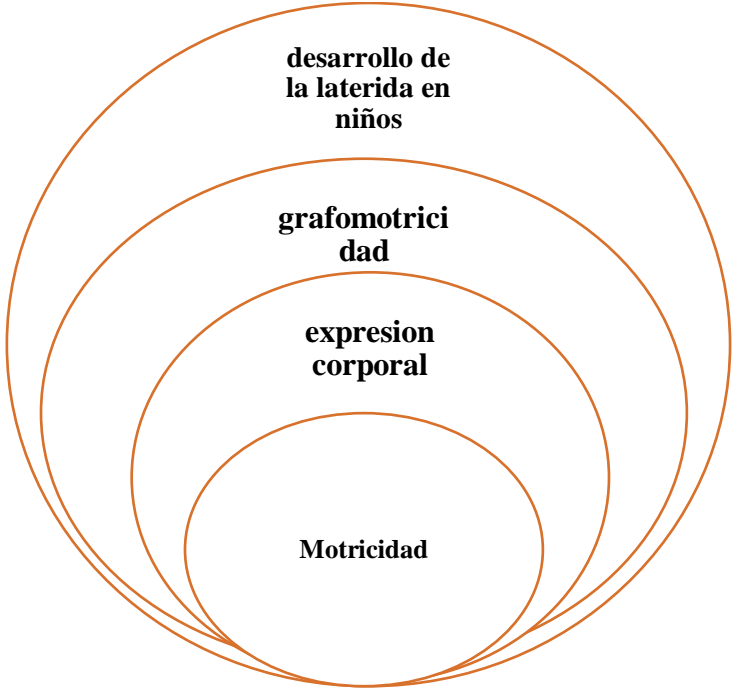 desarrollo de
la laterida en
niños
grafomotrici
dad
expresion
corporal
Motricidad